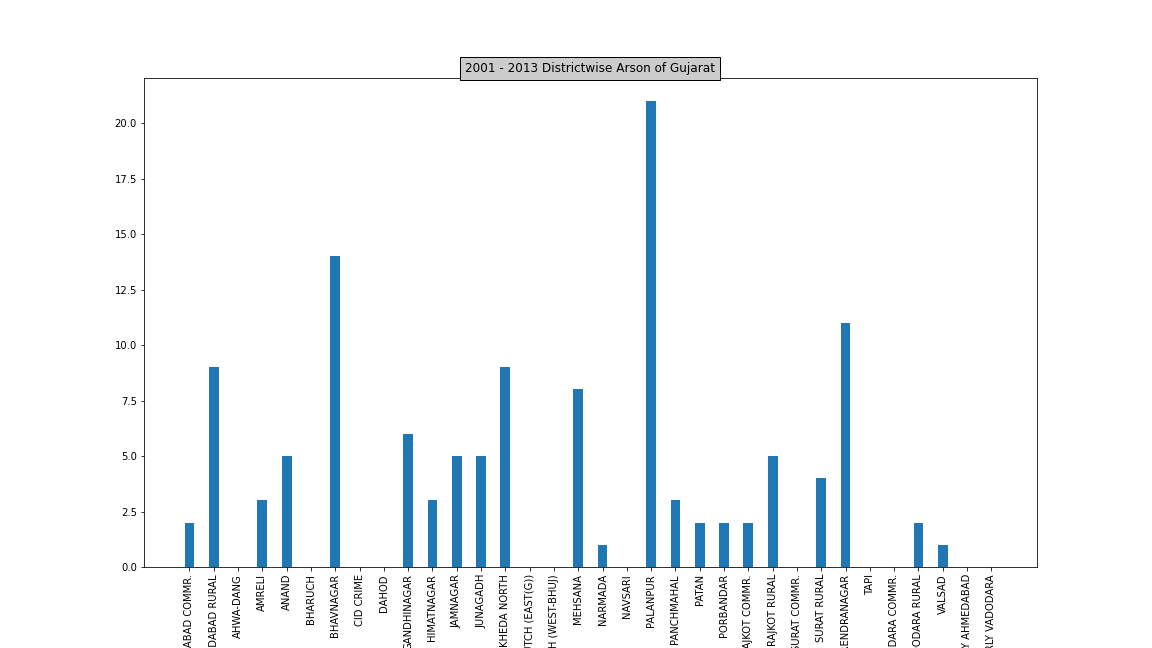 2001 - 2013 Districtwise Arson of Gujarat
20.0
17.5
15.0
12.5
10.0
7.5
5.0
2.5
0.0
ABAD COMMR.
DABAD RURAL
AHWA-DANG
AMRELI
ANAND
BHARUCH
BHAVNAGAR
CID CRIME
DAHOD
GANDHINAGAR
HIMATNAGAR
JAMNAGAR
JUNAGADH
KHEDA NORTH
UTCH (EAST(G))
H (WEST-BHUJ)
MEHSANA
NARMADA
NAVSARI
PALANPUR
PANCHMAHAL
PATAN
PORBANDAR
AJKOT COMMR.
RAJKOT RURAL
SURAT COMMR.
SURAT RURAL
ENDRANAGAR
TAPI
DARA COMMR.
ODARA RURAL
VALSAD
Y AHMEDABAD
RLY VADODARA